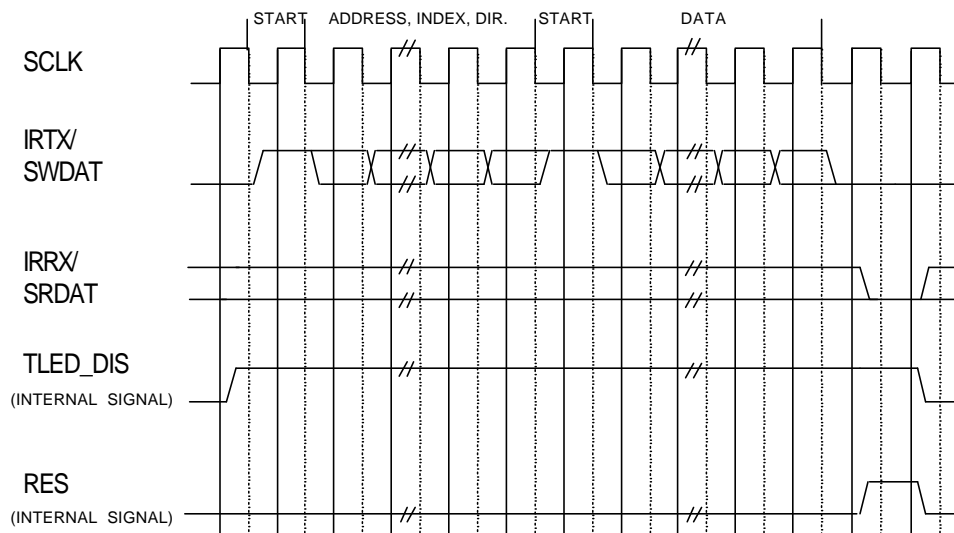 START ADDRESS, INDEX, DIR. START DATA
SCLK
IRTX/
SWDAT
IRRX/
SRDAT
TLED_DIS
(INTERNAL SIGNAL)
RES
(INTERNAL SIGNAL)